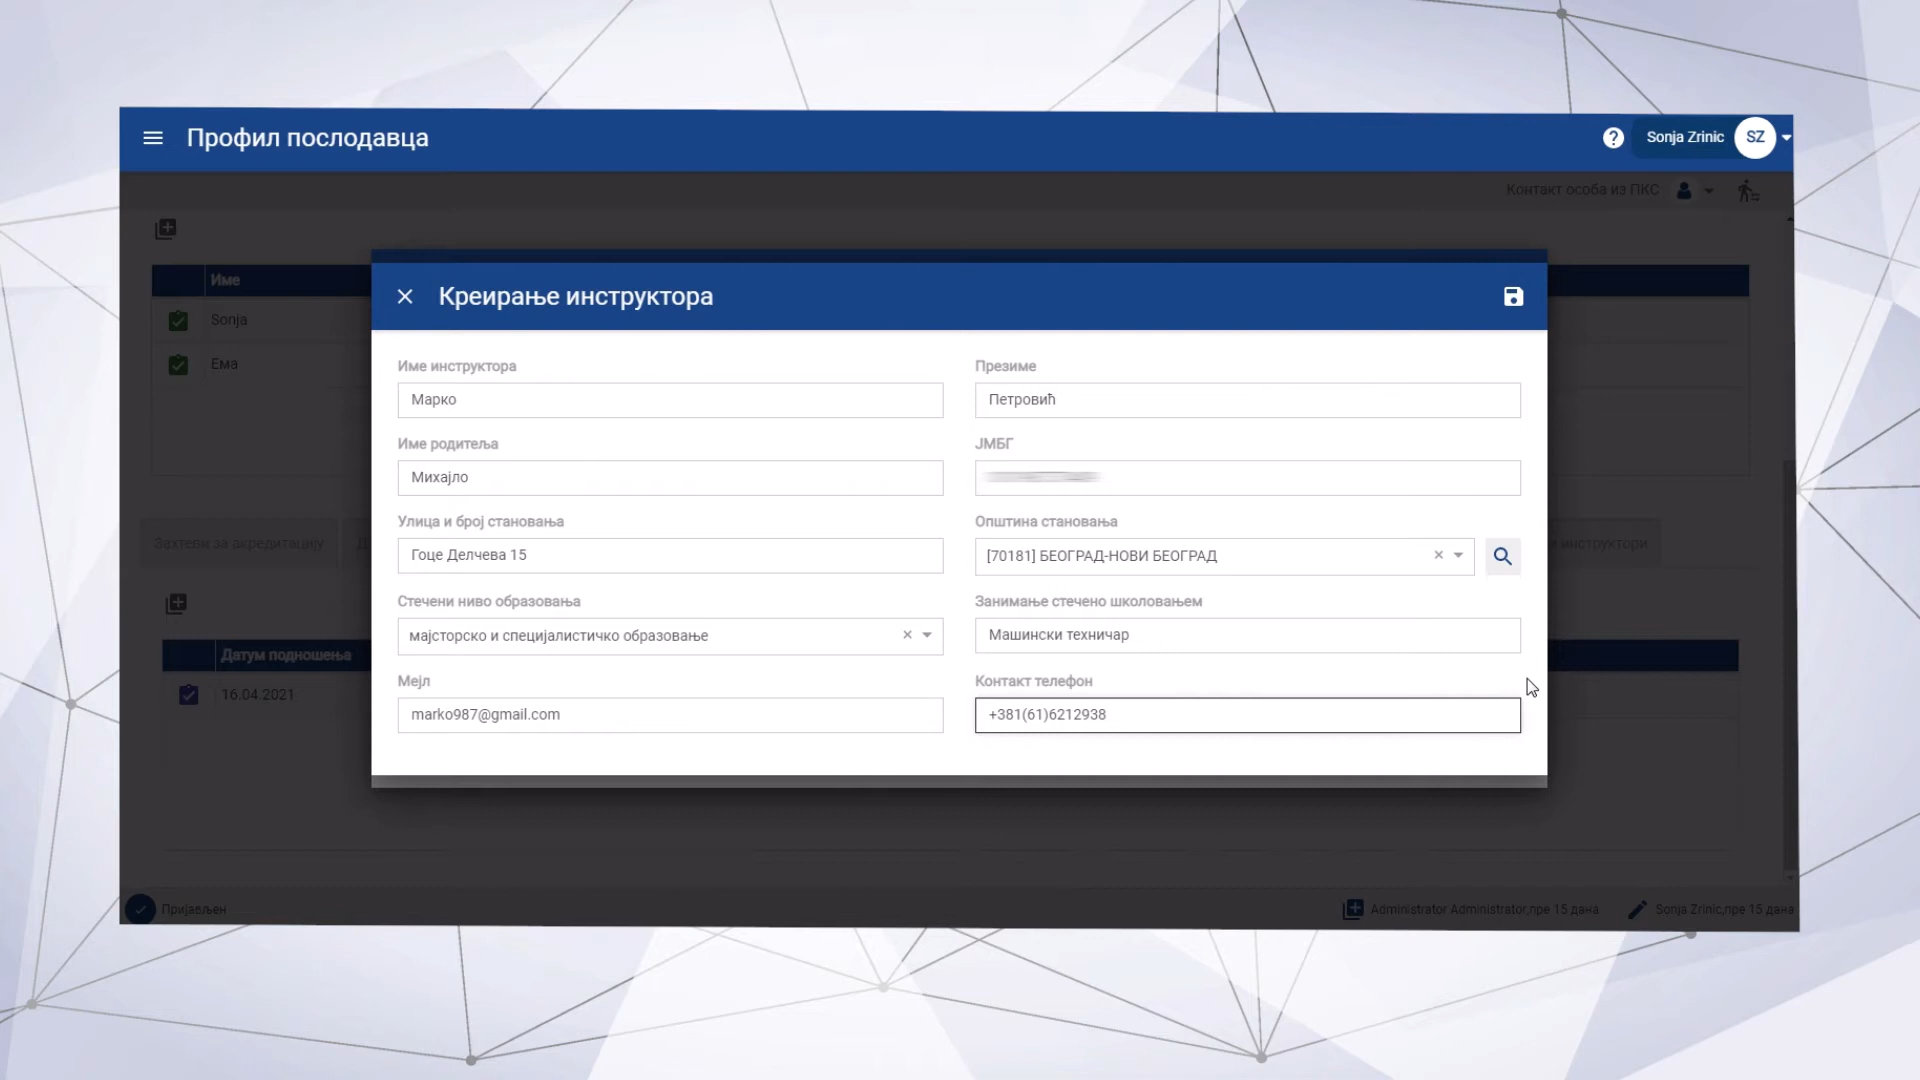 Профил послодавца
Sonja Zrinic
SZ
Контакт особа из ПКС
Име
Sonja
Ема
Креирање инструктора
Име инструктора
Презиме
Марко
Петровић
Име родитеља
ЈМБГ
Михајло
Улица и број становања
Општина становања
Гоце Делчева 15
[70181] БЕОГРАД-НОВИ БЕОГРАД
Захтеви за акредитацију
инструктори
Стечени ниво образовања
Занимање стечено школовањем
мајсторско и специјалистичко образовање
Машински техничар
Датум подношења
Мејл
Контакт телефон
16.04.2021
marko987@gmail.com
+381(61)6212938
Пријављен
Administrator Administrator,пре 15 дана
Sonja Zrinic,пре 15 дана